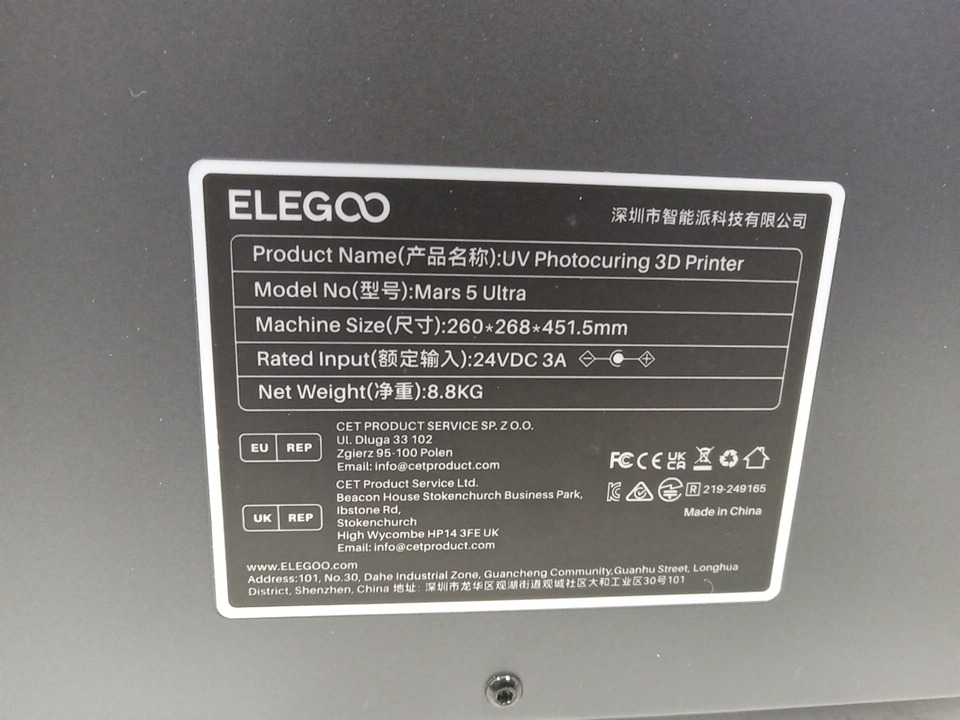 ELEGOO
深圳市智能派科技有限公司
Product Name(产品名称):UV Photocuring 3D Printer
Model No(型号):Mars 5 Ultra
Machine Size(尺寸):260*268*451.5mm
Rated Input(额定输入):24VDC 3A
Net Weight(净重):8.8KG
EU REP
CET PRODUCT SERVICE SP. Z O.O.
Ul. Dluga 33 102
Zgierz 95-100 Polen
Email: info@cetproduct.com
UK REP
CET Product Service Ltd.
Beacon House Stokenchurch Business Park,
Ibstone Rd,
Stokenchurch
High Wycombe HP14 3FE UK
Email: info@cetproduct.com
FC CE UK CA
R 219-249165
Made in China
www.ELEGOO.com
Address:101, No.30, Dahe Industrial Zone, Guancheng Community,Guanhu Street, Longhua
District, Shenzhen, China 地址: 深圳市龙华区观湖街道观城社区大和工业区30号101